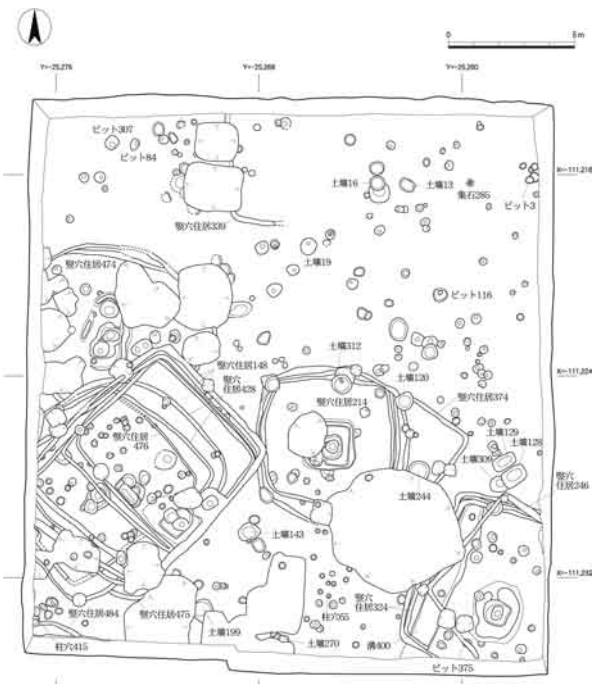 0 5m
Y=-25,276 Y=-25,268 Y=-25,260
ピット307
ピット84
X=-111,216
土壙16
土壙13
集石285
ピット3
竪穴住居339
竪穴住居474
土壙19
ピット116
土壙312
竪穴住居148
竪穴
住居428
土壙120
X=-111,224
竪穴住居374
竪穴住居214
土壙129
土壙128
竪穴住居
476
土壙309
竪穴
住居246
土壙244
土壙143
X=-111,232
竪穴住居484
竪穴住居475
竪穴
住居324
柱穴55
土壙199
柱穴415
土壙270
溝400
ピット375